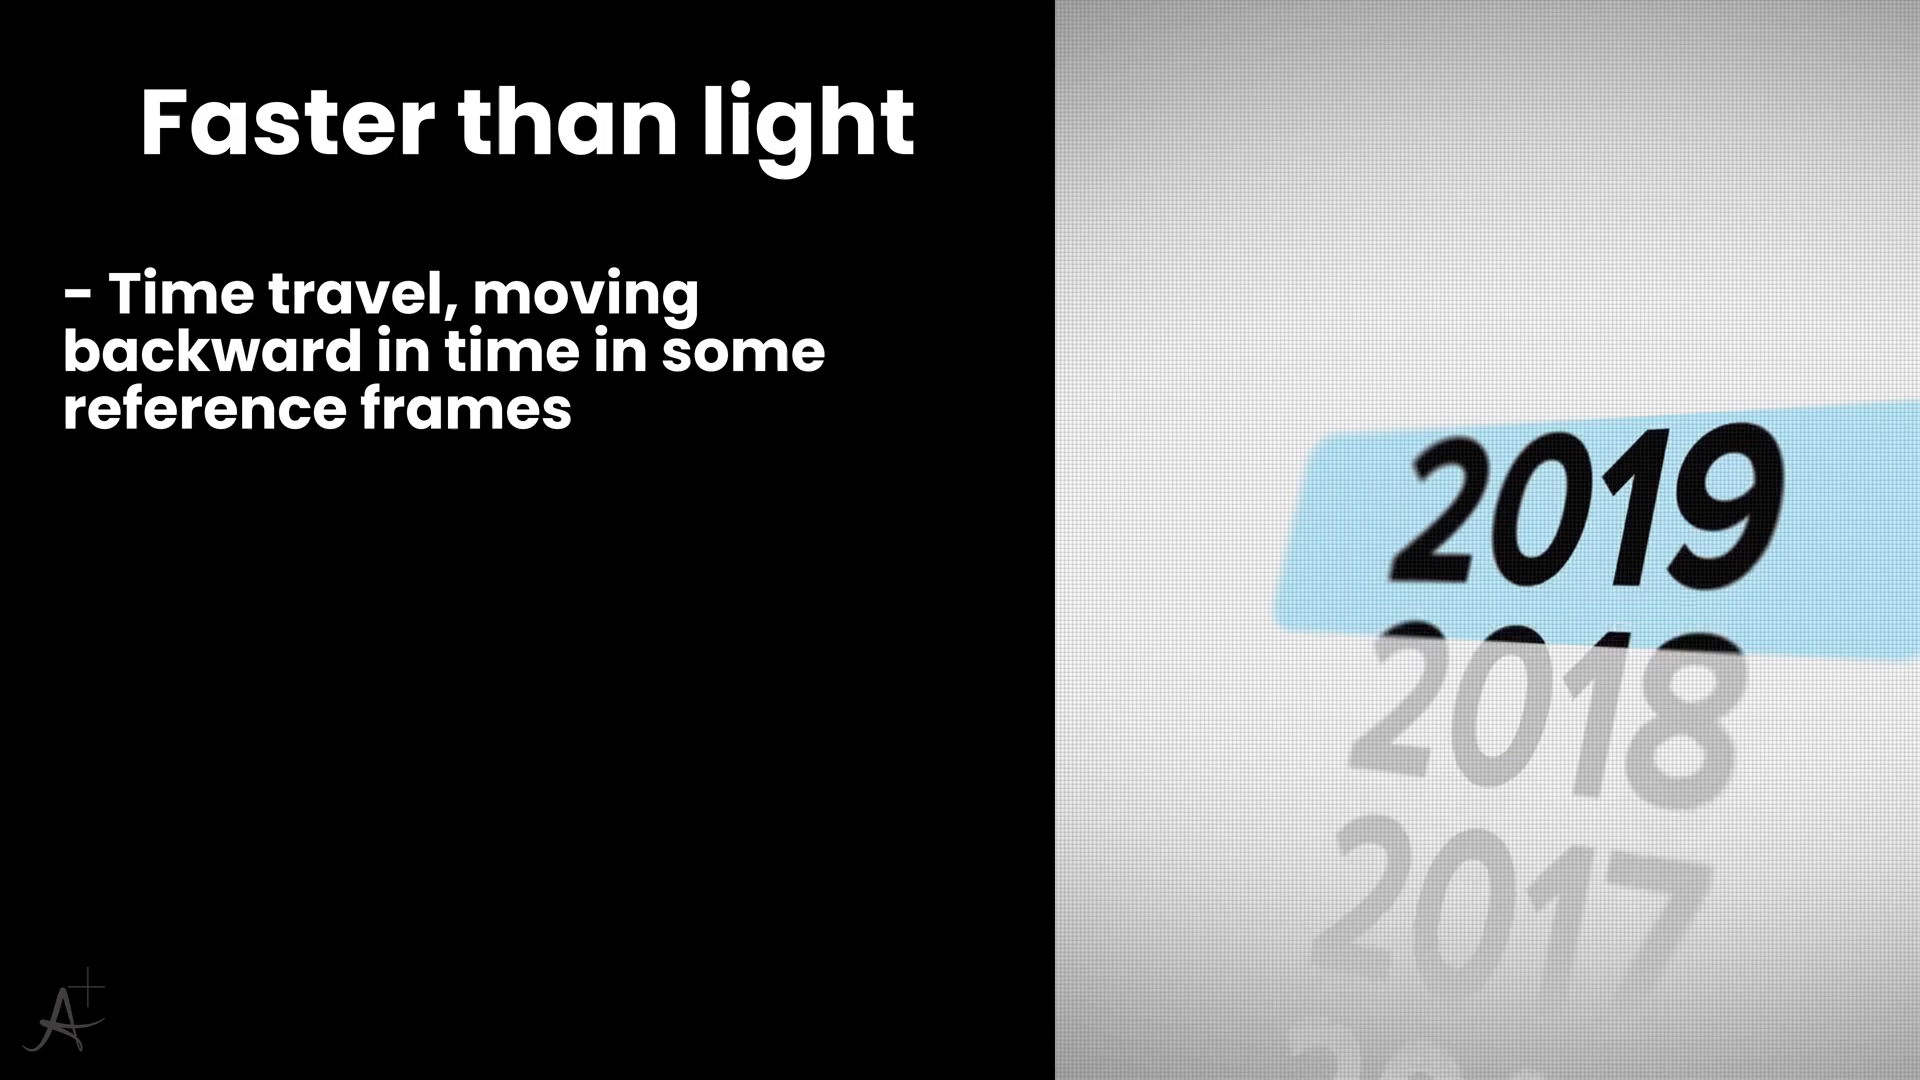 Faster than light
- Time travel, moving
backward in time in some
reference frames
2019
2018
2017
A+